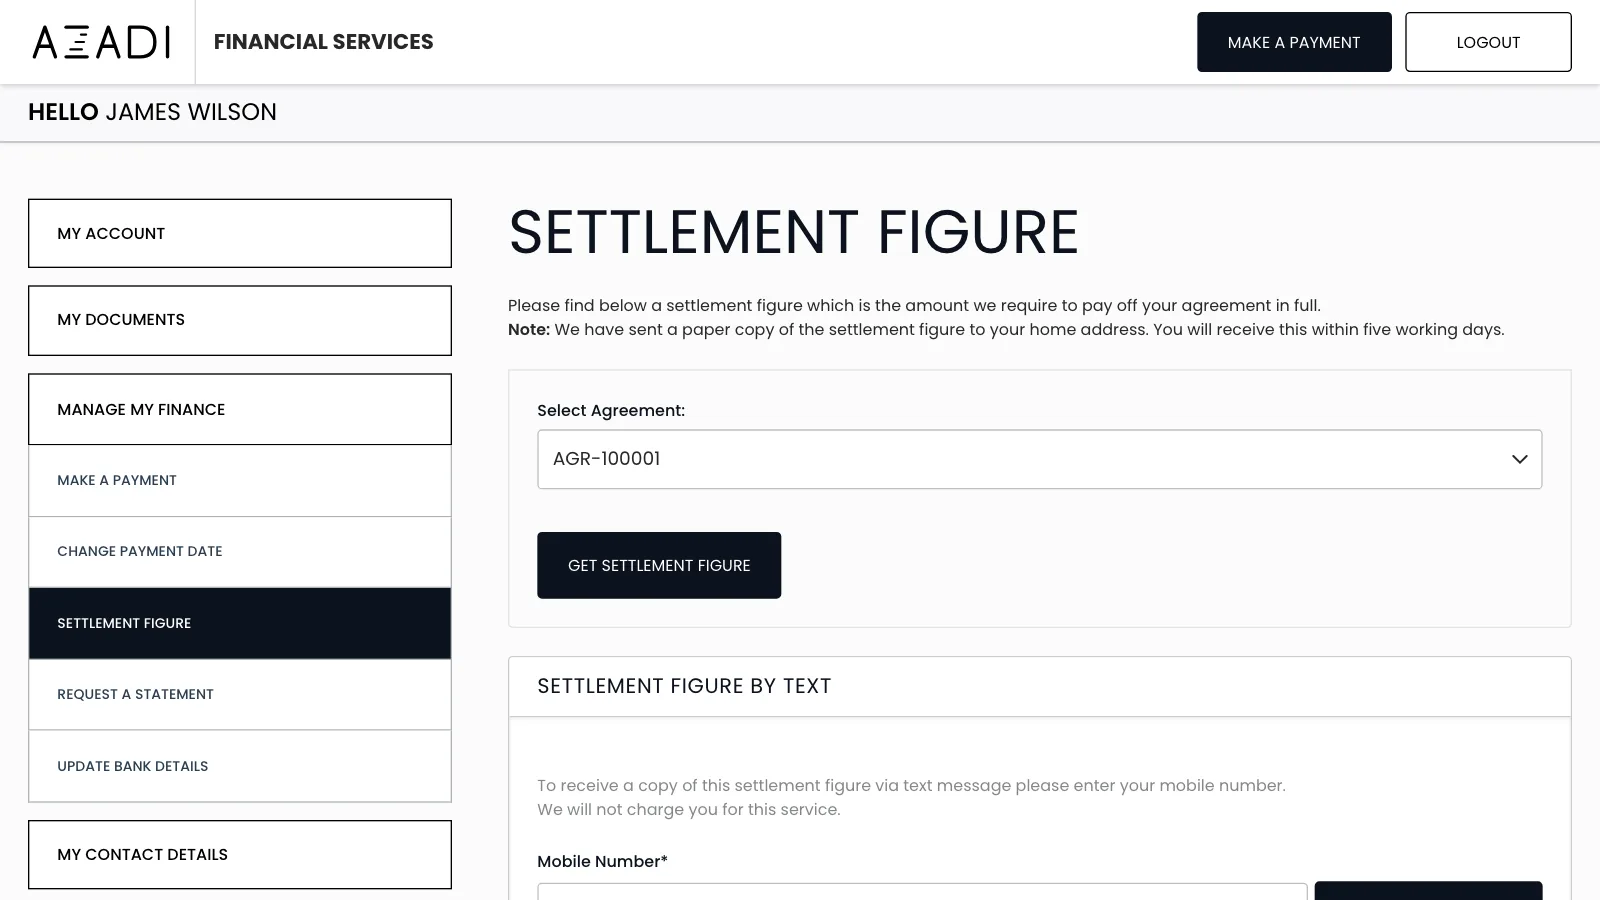 AZADI
FINANCIAL SERVICES
MAKE A PAYMENT
LOGOUT
HELLO JAMES WILSON
MY ACCOUNT
MY DOCUMENTS
MANAGE MY FINANCE
MAKE A PAYMENT
CHANGE PAYMENT DATE
SETTLEMENT FIGURE
REQUEST A STATEMENT
UPDATE BANK DETAILS
MY CONTACT DETAILS
SETTLEMENT FIGURE
Please find below a settlement figure which is the amount we require to pay off your agreement in full.
Note: We have sent a paper copy of the settlement figure to your home address. You will receive this within five working days.
Select Agreement:
AGR-100001
GET SETTLEMENT FIGURE
SETTLEMENT FIGURE BY TEXT
To receive a copy of this settlement figure via text message please enter your mobile number.
We will not charge you for this service.
Mobile Number*